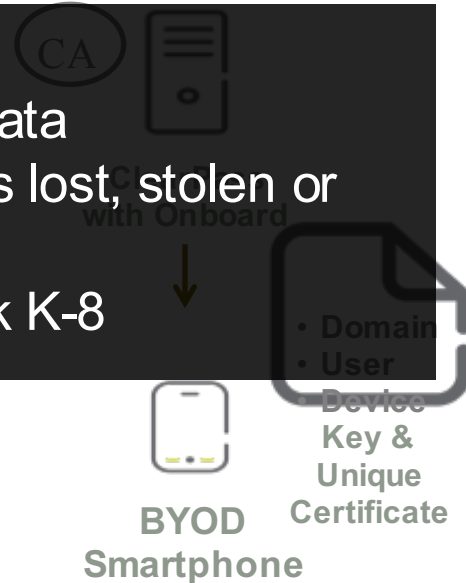 CA
ata
s lost, stolen or
with Onboard
k K-8
• Domain
• User
• Device
Key &
Unique
Certificate
BYOD
Smartphone